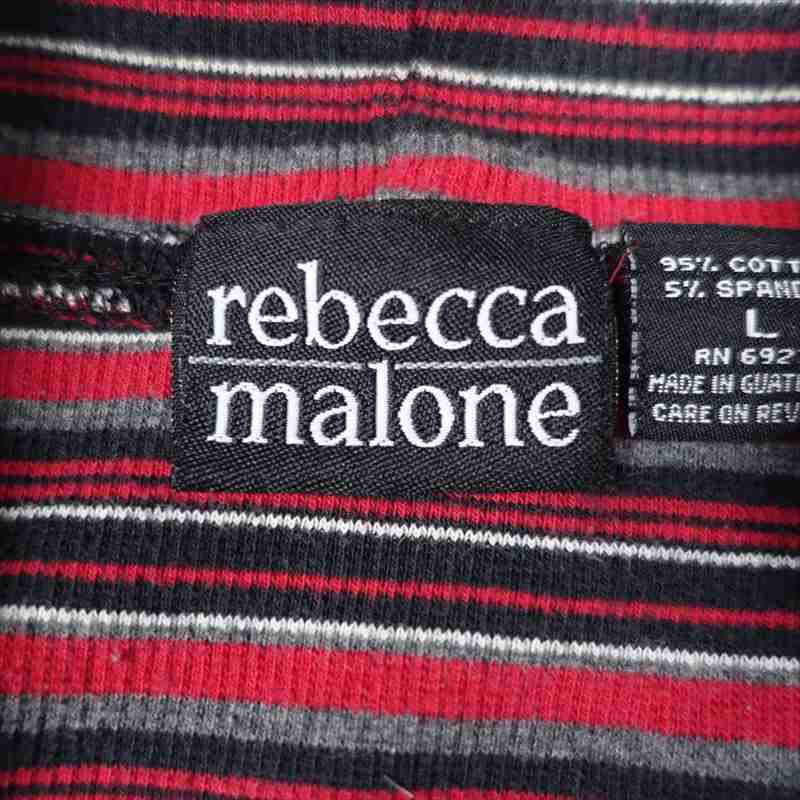 rebecca
malone
95% COTT
5% SPAND
L
RN 692
MADE IN GUAT
CARE ON REV